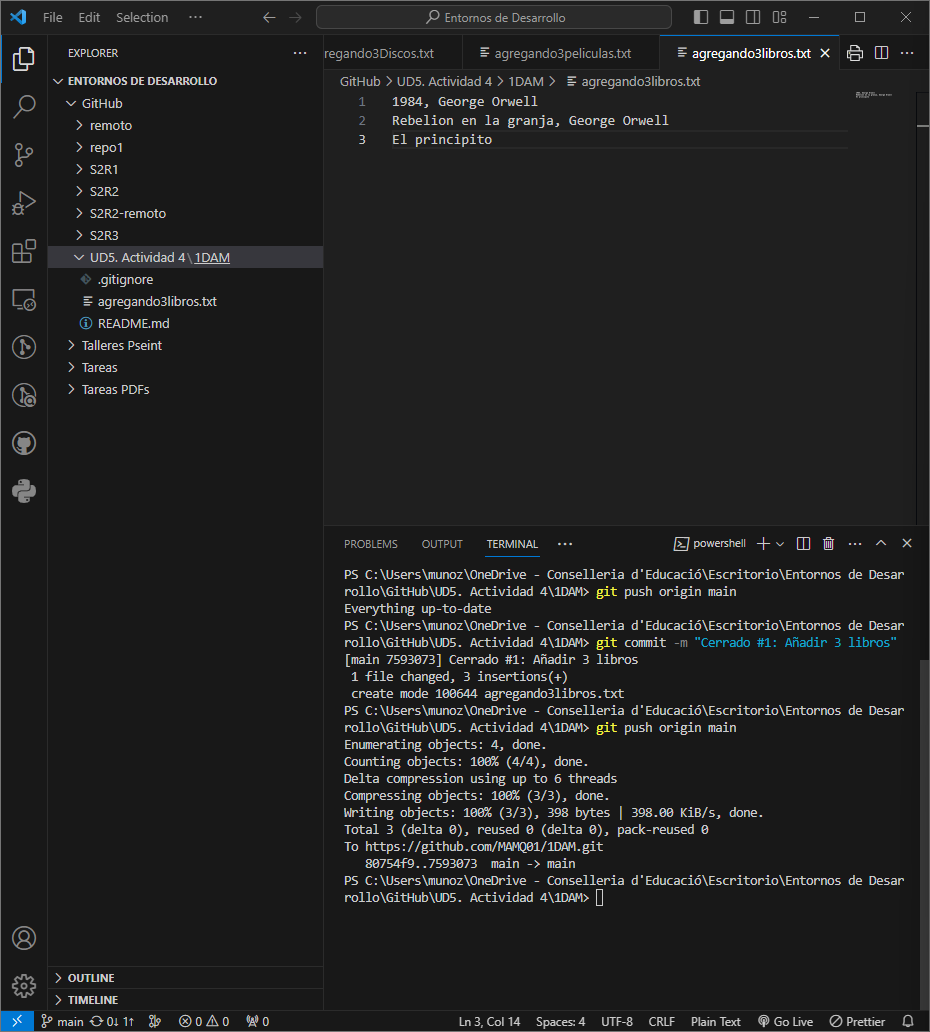 File Edit Selection ··· Entornos de Desarrollo
EXPLORER ···
ENTORNOS DE DESARROLLO
GitHub
remoto
repo1
S2R1
S2R2
S2R2-remoto
S2R3
UD5. Actividad 4\1DAM
.gitignore
agregando3libros.txt
README.md
Talleres Pseint
Tareas
Tareas PDFs
OUTLINE
TIMELINE
regando3Discos.txt agregando3peliculas.txt agregando3libros.txt ···
GitHub > UD5. Actividad 4 > 1DAM > agregando3libros.txt
1 1984, George Orwell
2 Rebelion en la granja, George Orwell
3 El principito
PROBLEMS OUTPUT TERMINAL ··· powershell ···
PS C:\Users\munoz\OneDrive - Conselleria d'Educació\Escritorio\Entornos de Desar
rollo\GitHub\UD5. Actividad 4\1DAM> git push origin main
Everything up-to-date
PS C:\Users\munoz\OneDrive - Conselleria d'Educació\Escritorio\Entornos de Desar
rollo\GitHub\UD5. Actividad 4\1DAM> git commit -m "Cerrado #1: Añadir 3 libros"
[main 7593073] Cerrado #1: Añadir 3 libros
1 file changed, 3 insertions(+)
create mode 100644 agregando3libros.txt
PS C:\Users\munoz\OneDrive - Conselleria d'Educació\Escritorio\Entornos de Desar
rollo\GitHub\UD5. Actividad 4\1DAM> git push origin main
Enumerating objects: 4, done.
Counting objects: 100% (4/4), done.
Delta compression using up to 6 threads
Compressing objects: 100% (3/3), done.
Writing objects: 100% (3/3), 398 bytes | 398.00 KiB/s, done.
Total 3 (delta 0), reused 0 (delta 0), pack-reused 0
To https://github.com/MAMQ01/1DAM.git
80754f9..7593073 main -> main
PS C:\Users\munoz\OneDrive - Conselleria d'Educació\Escritorio\Entornos de Desar
rollo\GitHub\UD5. Actividad 4\1DAM>
main 0↓ 1↑ 0 0 0 Ln 3, Col 14 Spaces: 4 UTF-8 CRLF Plain Text Go Live Prettier